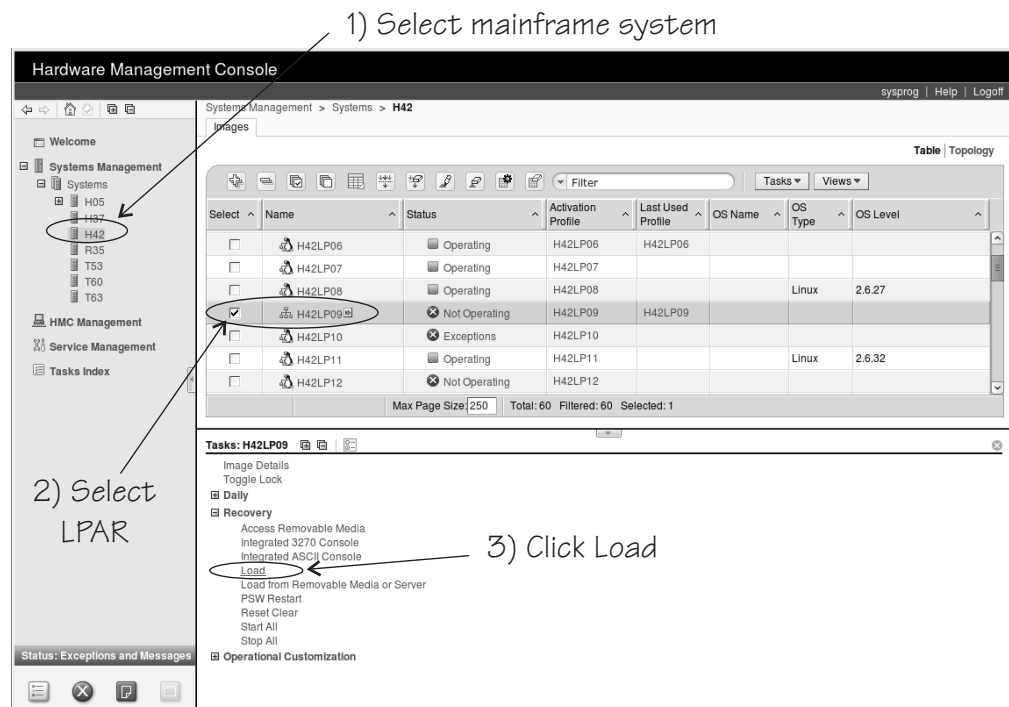 1) Select mainframe system
Hardware Management Console
sysprog | Help | Logoff
Systems Management > Systems > H42
Images
Welcome
Systems Management
Systems
H05
H37
H42
R35
T53
T60
T63
HMC Management
Service Management
Tasks Index
Table | Topology
Filter
Tasks
Views
Select Name Status Activation Profile Last Used Profile OS Name OS Type OS Level
H42LP06 Operating H42LP06 H42LP06
H42LP07 Operating H42LP07
H42LP08 Operating H42LP08 Linux 2.6.27
H42LP09 Not Operating H42LP09 H42LP09
H42LP10 Exceptions H42LP10
H42LP11 Operating H42LP11 Linux 2.6.32
H42LP12 Not Operating H42LP12
Max Page Size: 250 Total: 60 Filtered: 60 Selected: 1
Tasks: H42LP09
Image Details
Toggle Lock
Daily
Recovery
Access Removable Media
Integrated 3270 Console
Integrated ASCII Console
Load
Load from Removable Media or Server
PSW Restart
Reset Clear
Start All
Stop All
Operational Customization
2) Select
LPAR
3) Click Load
Status: Exceptions and Messages